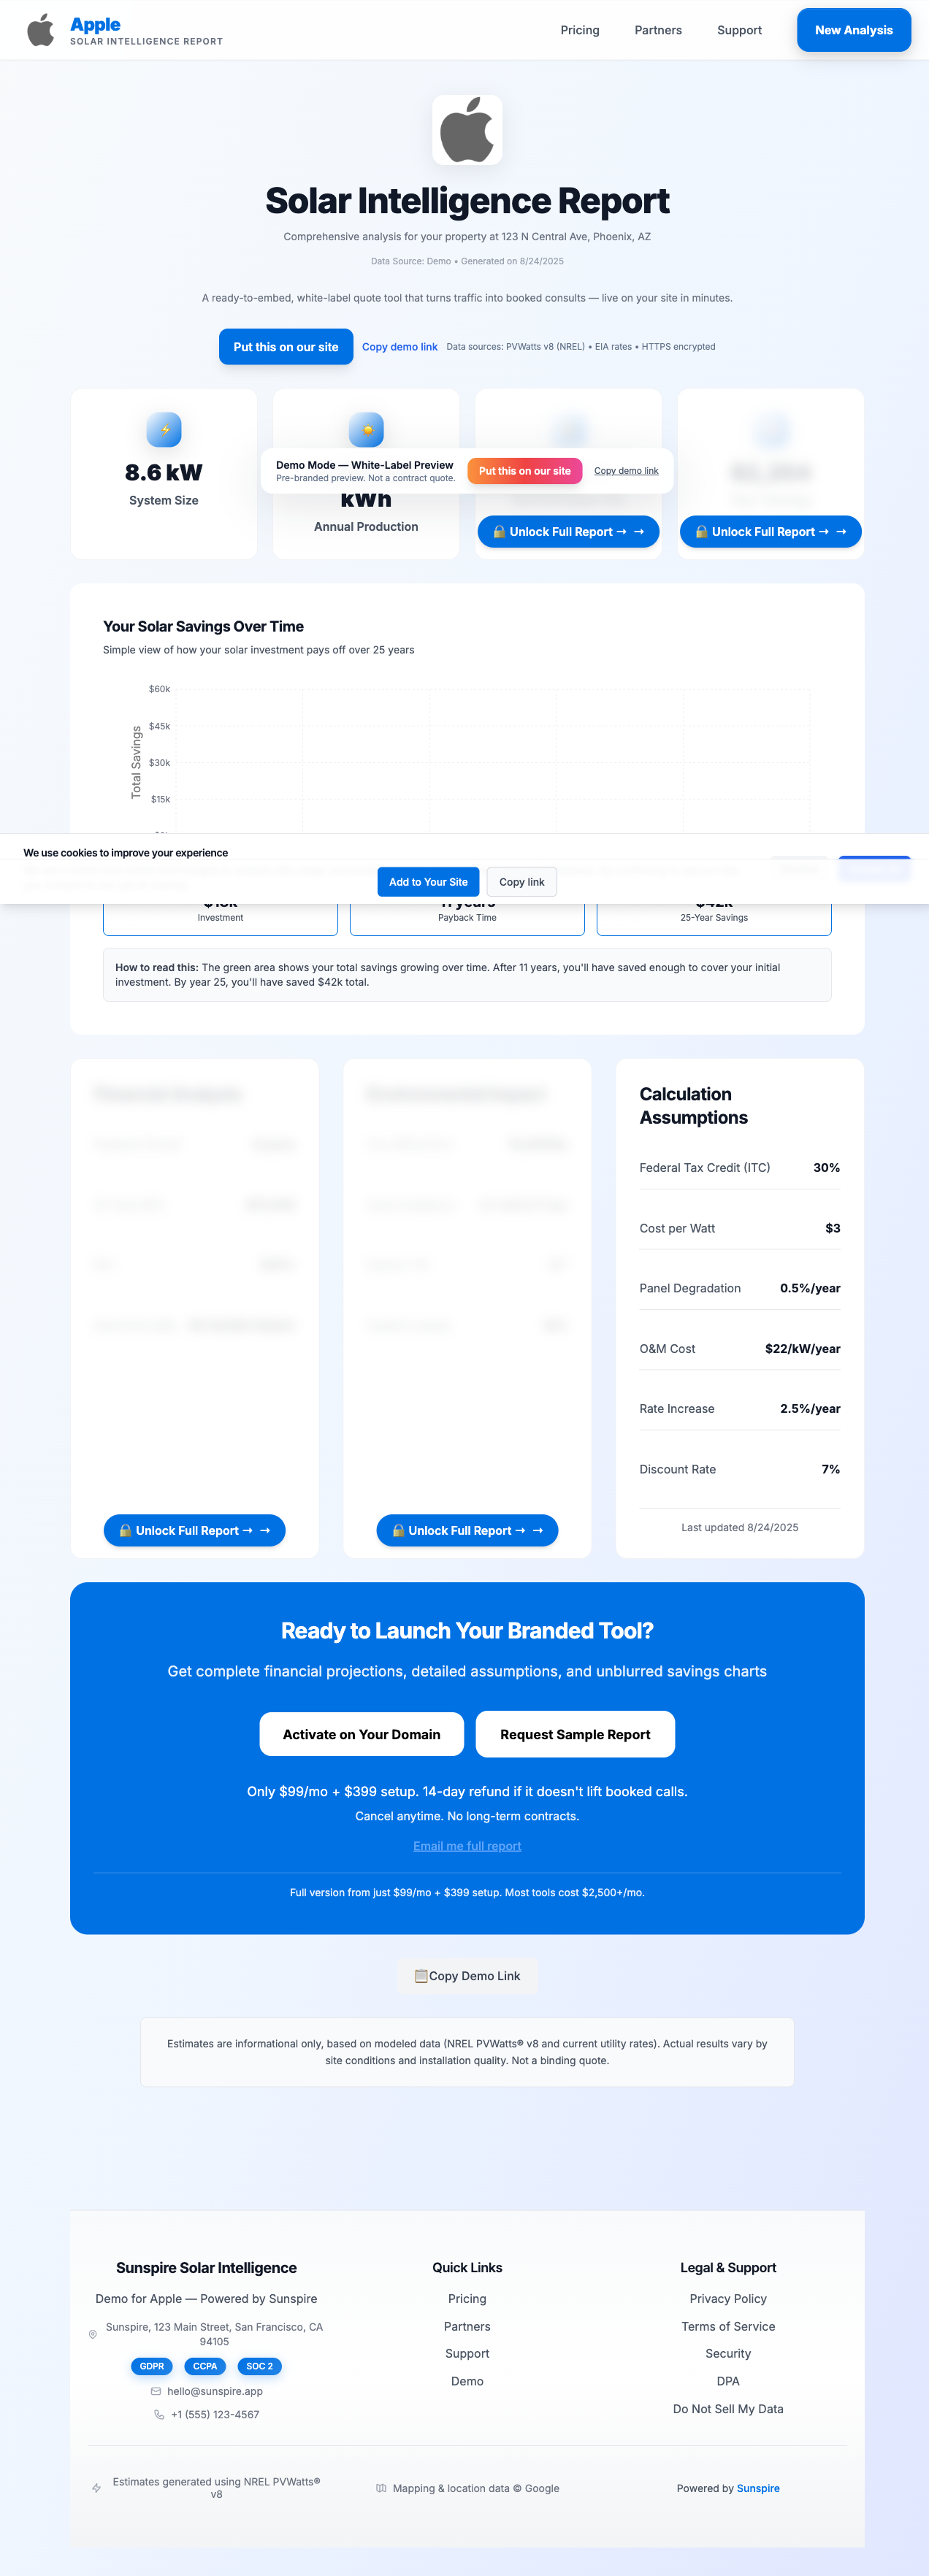 Apple
SOLAR INTELLIGENCE REPORT
Pricing
Partners
Support
New Analysis
Solar Intelligence Report
Comprehensive analysis for your property at 123 N Central Ave, Phoenix, AZ
Data Source: Demo • Generated on 8/24/2025
A ready-to-embed, white-label quote tool that turns traffic into booked consults — live on your site in minutes.
Put this on our site
Copy demo link
Data sources: PVWatts v8 (NREL) • EIA rates • HTTPS encrypted
8.6 kW
System Size
Demo Mode — White-Label Preview
Pre-branded preview. Not a contract quote.
Put this on our site
Copy demo link
kWh
Annual Production
🔒 Unlock Full Report → →
🔒 Unlock Full Report → →
Your Solar Savings Over Time
Simple view of how your solar investment pays off over 25 years
$60k
$45k
$30k
$15k
Total Savings
We use cookies to improve your experience
Add to Your Site
Copy link
Investment
11 years
Payback Time
$42k
25-Year Savings
How to read this: The green area shows your total savings growing over time. After 11 years, you'll have saved enough to cover your initial
investment. By year 25, you'll have saved $42k total.
🔒 Unlock Full Report → →
🔒 Unlock Full Report → →
Calculation
Assumptions
Federal Tax Credit (ITC) 30%
Cost per Watt $3
Panel Degradation 0.5%/year
O&M Cost $22/kW/year
Rate Increase 2.5%/year
Discount Rate 7%
Last updated 8/24/2025
Ready to Launch Your Branded Tool?
Get complete financial projections, detailed assumptions, and unblurred savings charts
Activate on Your Domain
Request Sample Report
Only $99/mo + $399 setup. 14-day refund if it doesn't lift booked calls.
Cancel anytime. No long-term contracts.
Email me full report
Full version from just $99/mo + $399 setup. Most tools cost $2,500+/mo.
📋Copy Demo Link
Estimates are informational only, based on modeled data (NREL PVWatts® v8 and current utility rates). Actual results vary by
site conditions and installation quality. Not a binding quote.
Sunspire Solar Intelligence
Demo for Apple — Powered by Sunspire
Sunspire, 123 Main Street, San Francisco, CA
94105
GDPR
CCPA
SOC 2
hello@sunspire.app
+1 (555) 123-4567
Quick Links
Pricing
Partners
Support
Demo
Legal & Support
Privacy Policy
Terms of Service
Security
DPA
Do Not Sell My Data
Estimates generated using NREL PVWatts®
v8
Mapping & location data © Google
Powered by Sunspire